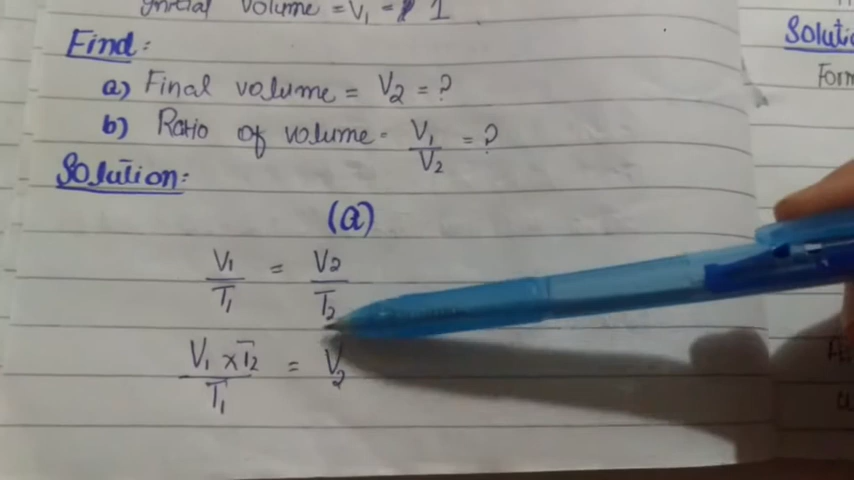 Initial volume = V₁ = 1
Find:
a) Final volume = V₂ = ?
b) Ratio of volume = V₁/V₂ = ?
Solution:
(a)
V₁/T₁ = V₂/T₂
V₁ × T₂/T₁ = V₂
Soluti
Form